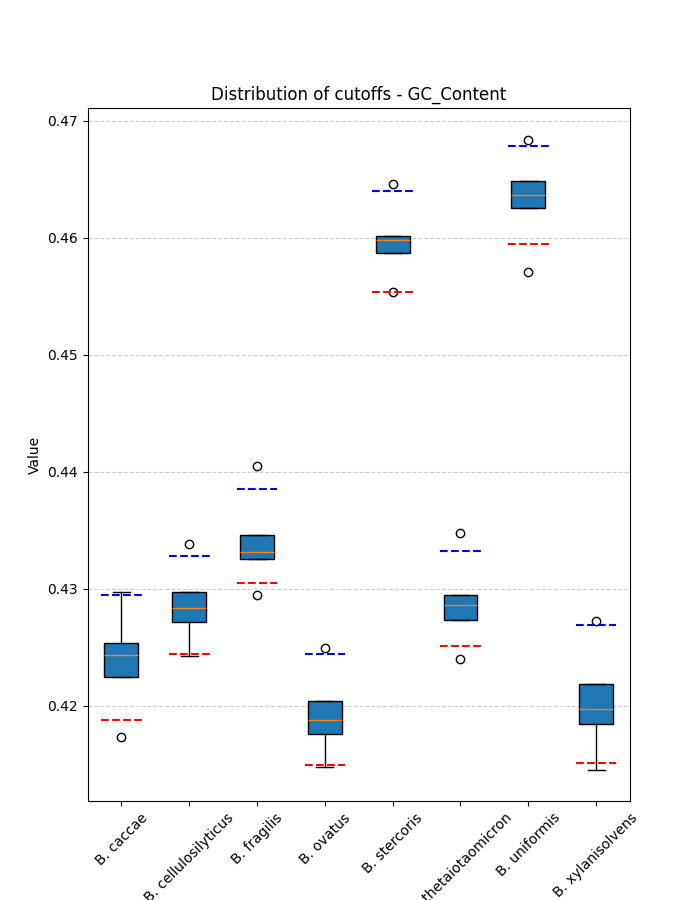 Distribution of cutoffs - GC_Content
0.47
0.46
0.45
0.44
0.43
0.42
Value
B. caccae
B. cellulosilyticus
B. fragilis
B. ovatus
B. stercoris
thetaiotaomicron
B. uniformis
B. xylanisolvens